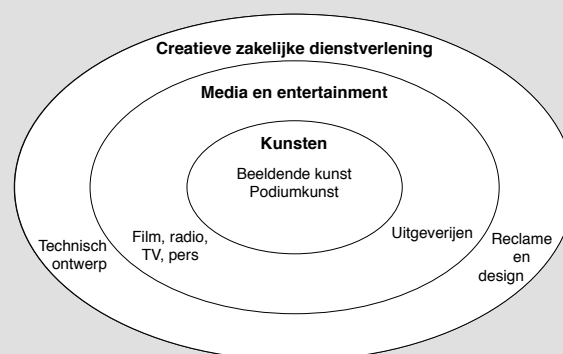 Creatieve zakelijke dienstverlening
Media en entertainment
Kunsten
Beeldende kunst
Podiumkunst
Film, radio,
TV, pers
Uitgeverijen
Technisch
ontwerp
Reclame
en
design